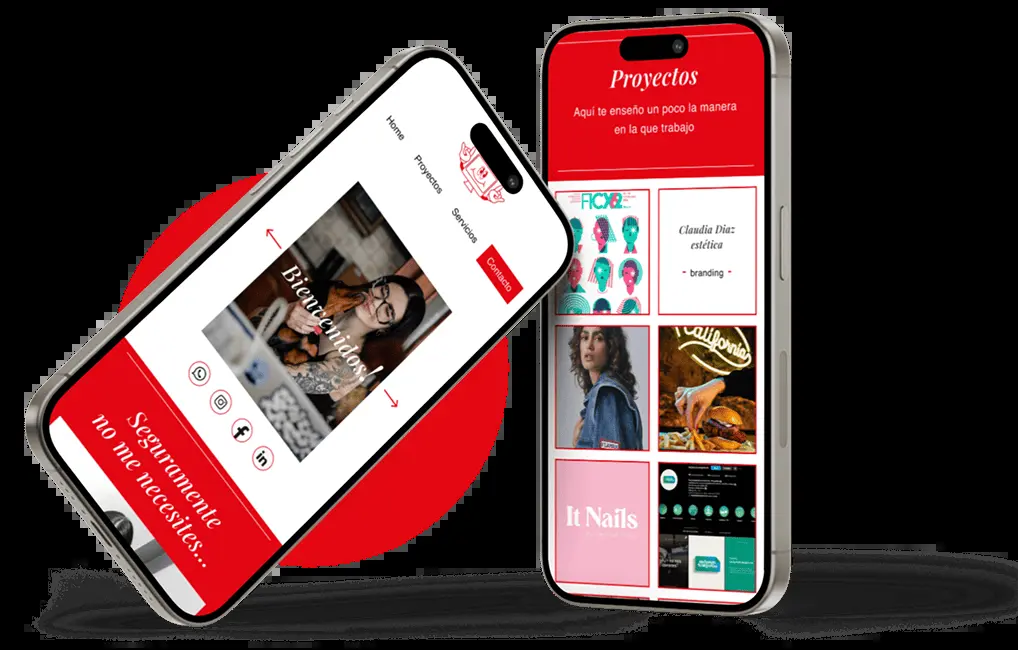 Home
Proyectos
Servicios
Contacto
Bienvenidos!
Seguramente
no me necesites...
Proyectos
Aquí te enseño un poco la manera
en la que trabajo
FICX62
Claudia Diaz
estética
- branding -
California
It Nails